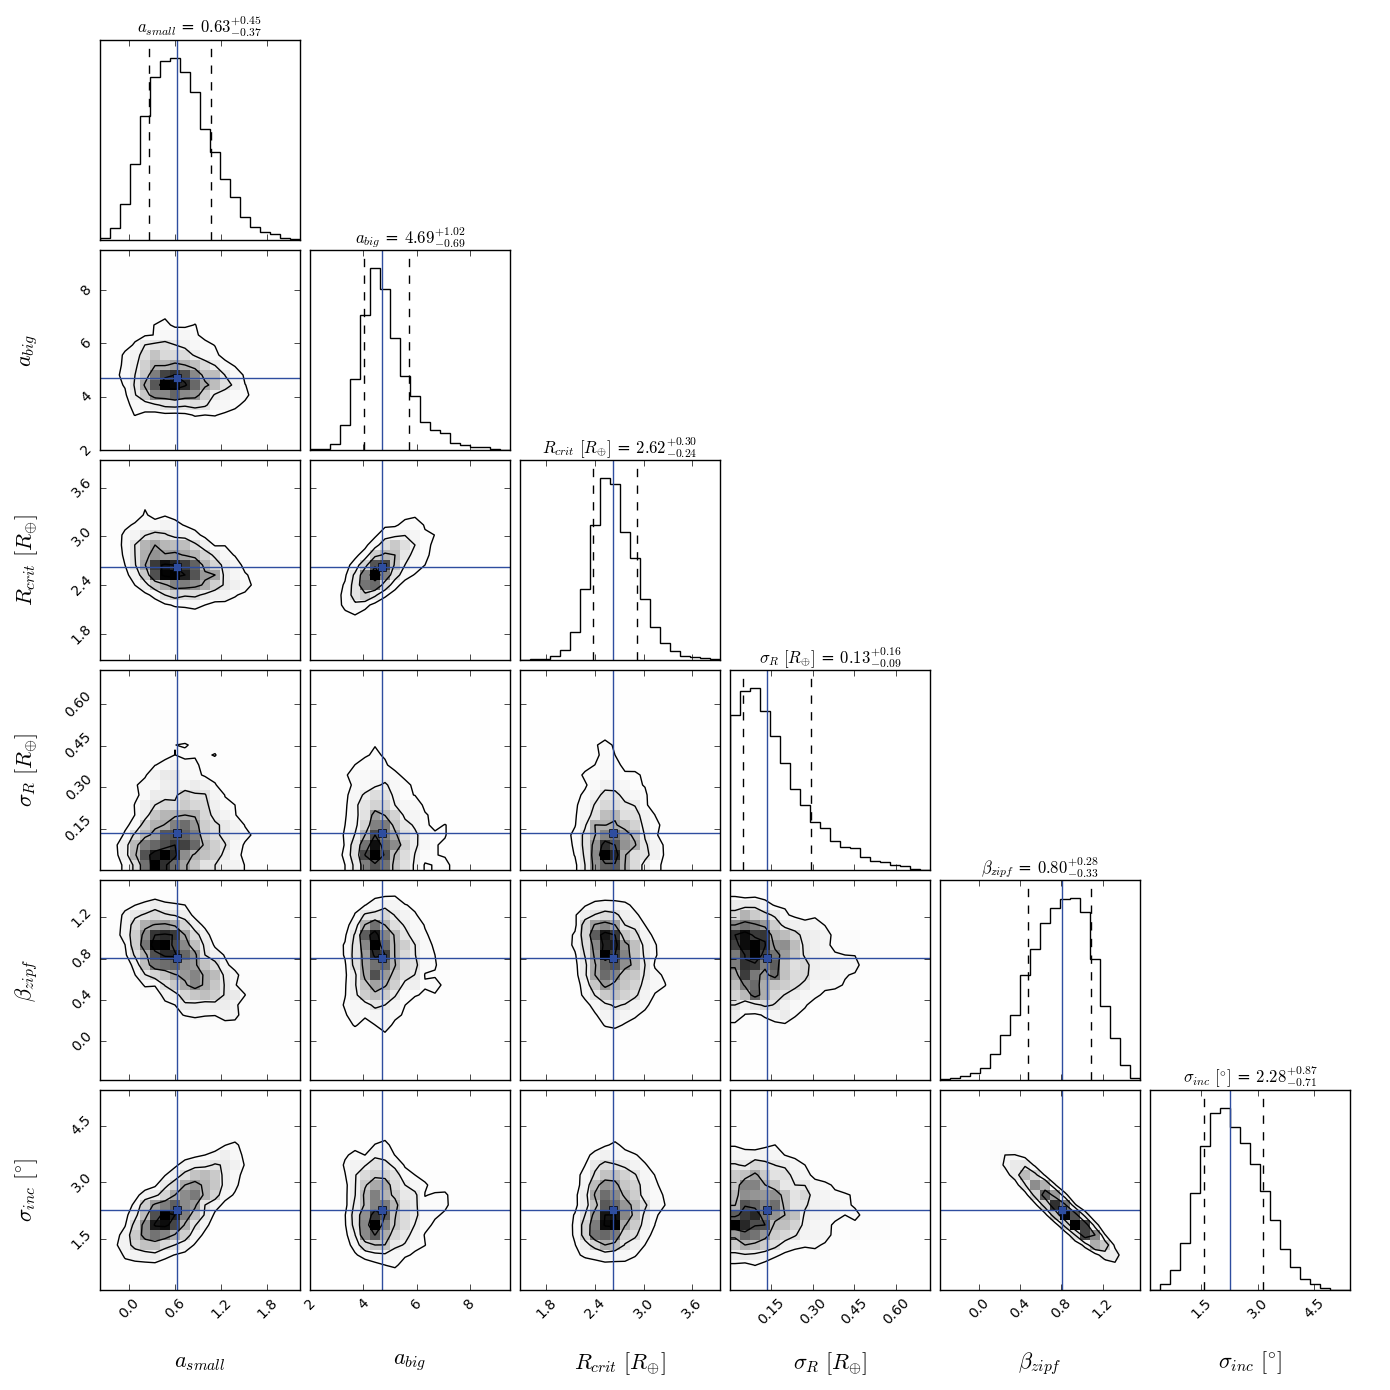 a_small = 0.63^{+0.45}_{-0.37}
a_big = 4.69^{+1.02}_{-0.69}
8
6
4
2
a_big
R_crit [R⊕] = 2.62^{+0.30}_{-0.24}
3.6
3.0
2.4
1.8
R_crit [R⊕]
σ_R [R⊕] = 0.13^{+0.16}_{-0.09}
0.60
0.45
0.30
0.15
σ_R [R⊕]
β_zipf = 0.80^{+0.28}_{-0.33}
1.2
0.8
0.4
0.0
β_zipf
σ_inc [°] = 2.28^{+0.87}_{-0.71}
4.5
3.0
1.5
σ_inc [°]
0.0 0.6 1.2 1.8 2 4 6 8 1.8 2.4 3.0 3.6 0.15 0.30 0.45 0.60 0.0 0.4 0.8 1.2 1.5 3.0 4.5
a_small a_big R_crit [R⊕] σ_R [R⊕] β_zipf σ_inc [°]